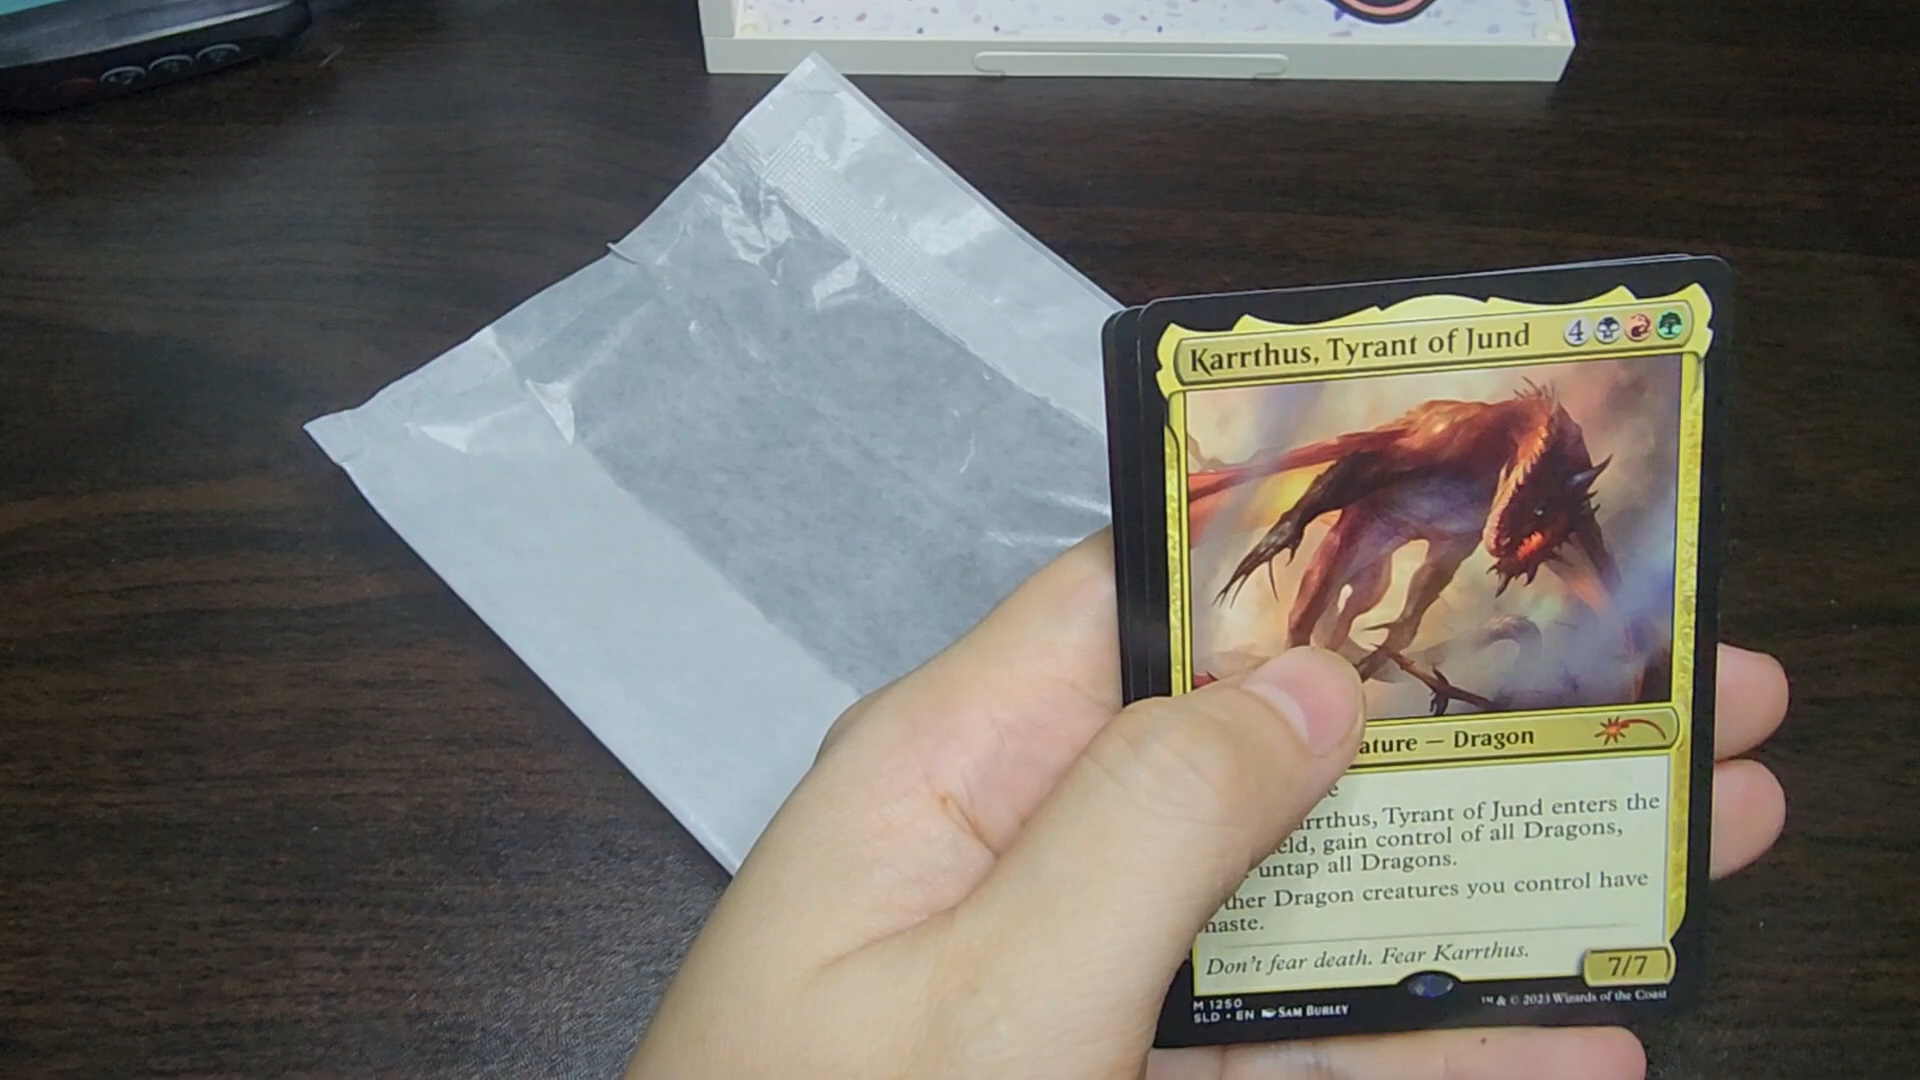 Karrthus, Tyrant of Jund 4
ature — Dragon
arrthus, Tyrant of Jund enters the
eld, gain control of all Dragons,
untap all Dragons.
ther Dragon creatures you control have
haste.
Don't fear death. Fear Karrthus.
7/7
M 1250
SLD • EN SAM BURLEY
™ & © 2023 Wizards of the Coast